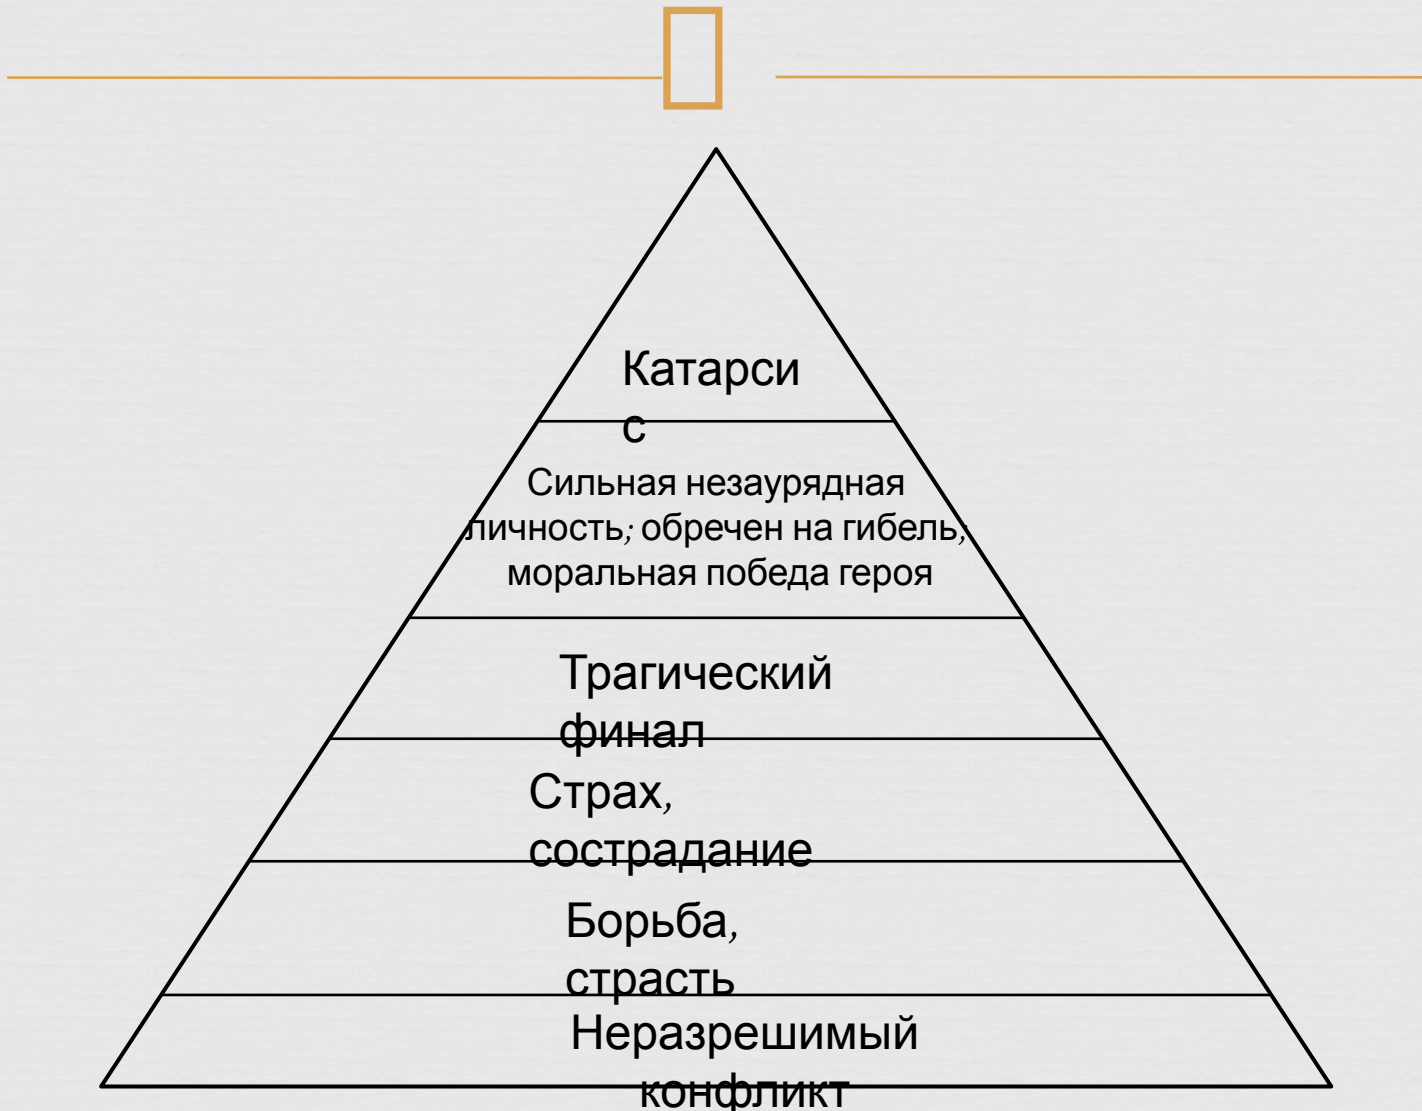 Катарси
с
Сильная незаурядная
личность; обречен на гибель;
моральная победа героя
Трагический
финал
Страх,
сострадание
Борьба,
страсть
Неразрешимый
конфликт